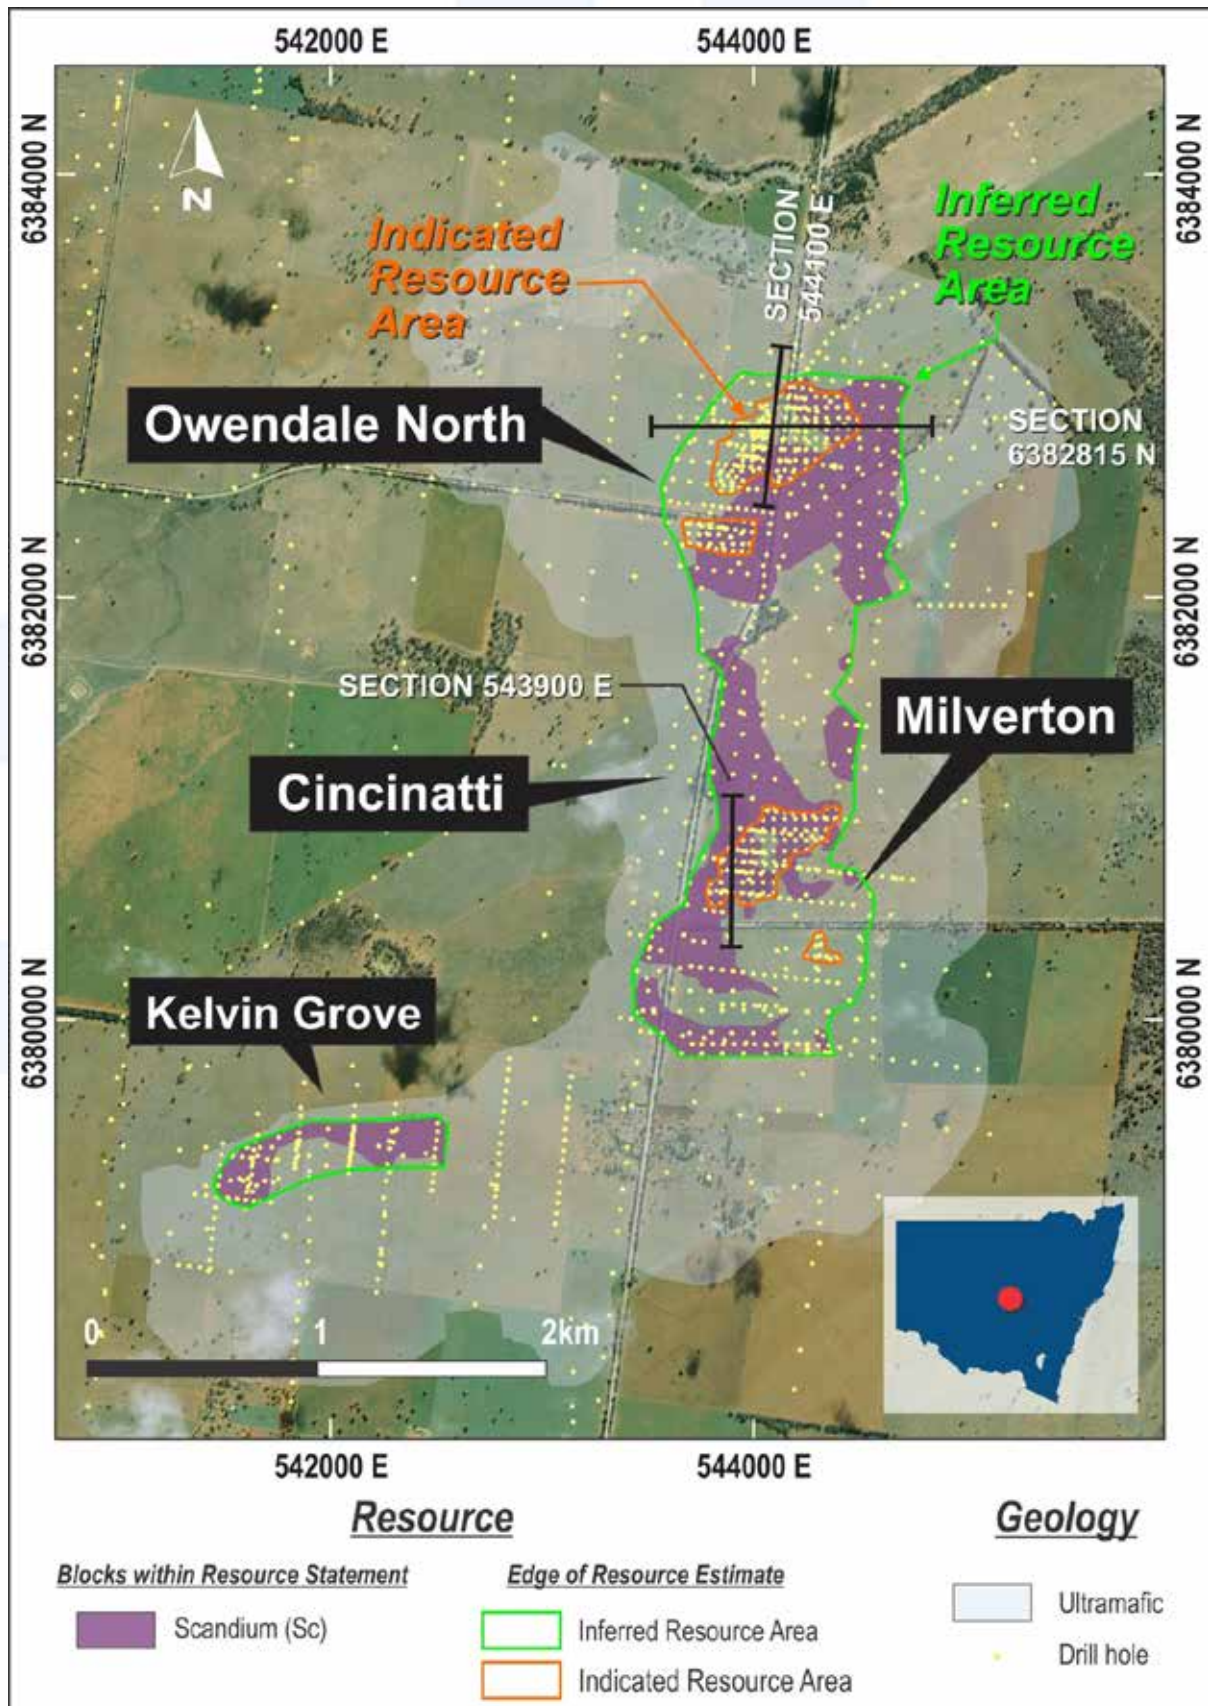 542000 E
544000 E
6384000 N
6384000 N
N
Indicated
Resource
Area
SECTION
544100 E
Inferred
Resource
Area
Owendale North
SECTION
6382815 N
6382000 N
6382000 N
SECTION 543900 E
Milverton
Cincinatti
Kelvin Grove
6380000 N
6380000 N
0
1
2km
542000 E
544000 E
Resource
Geology
Blocks within Resource Statement
Scandium (Sc)
Edge of Resource Estimate
Inferred Resource Area
Indicated Resource Area
Ultramafic
Drill hole